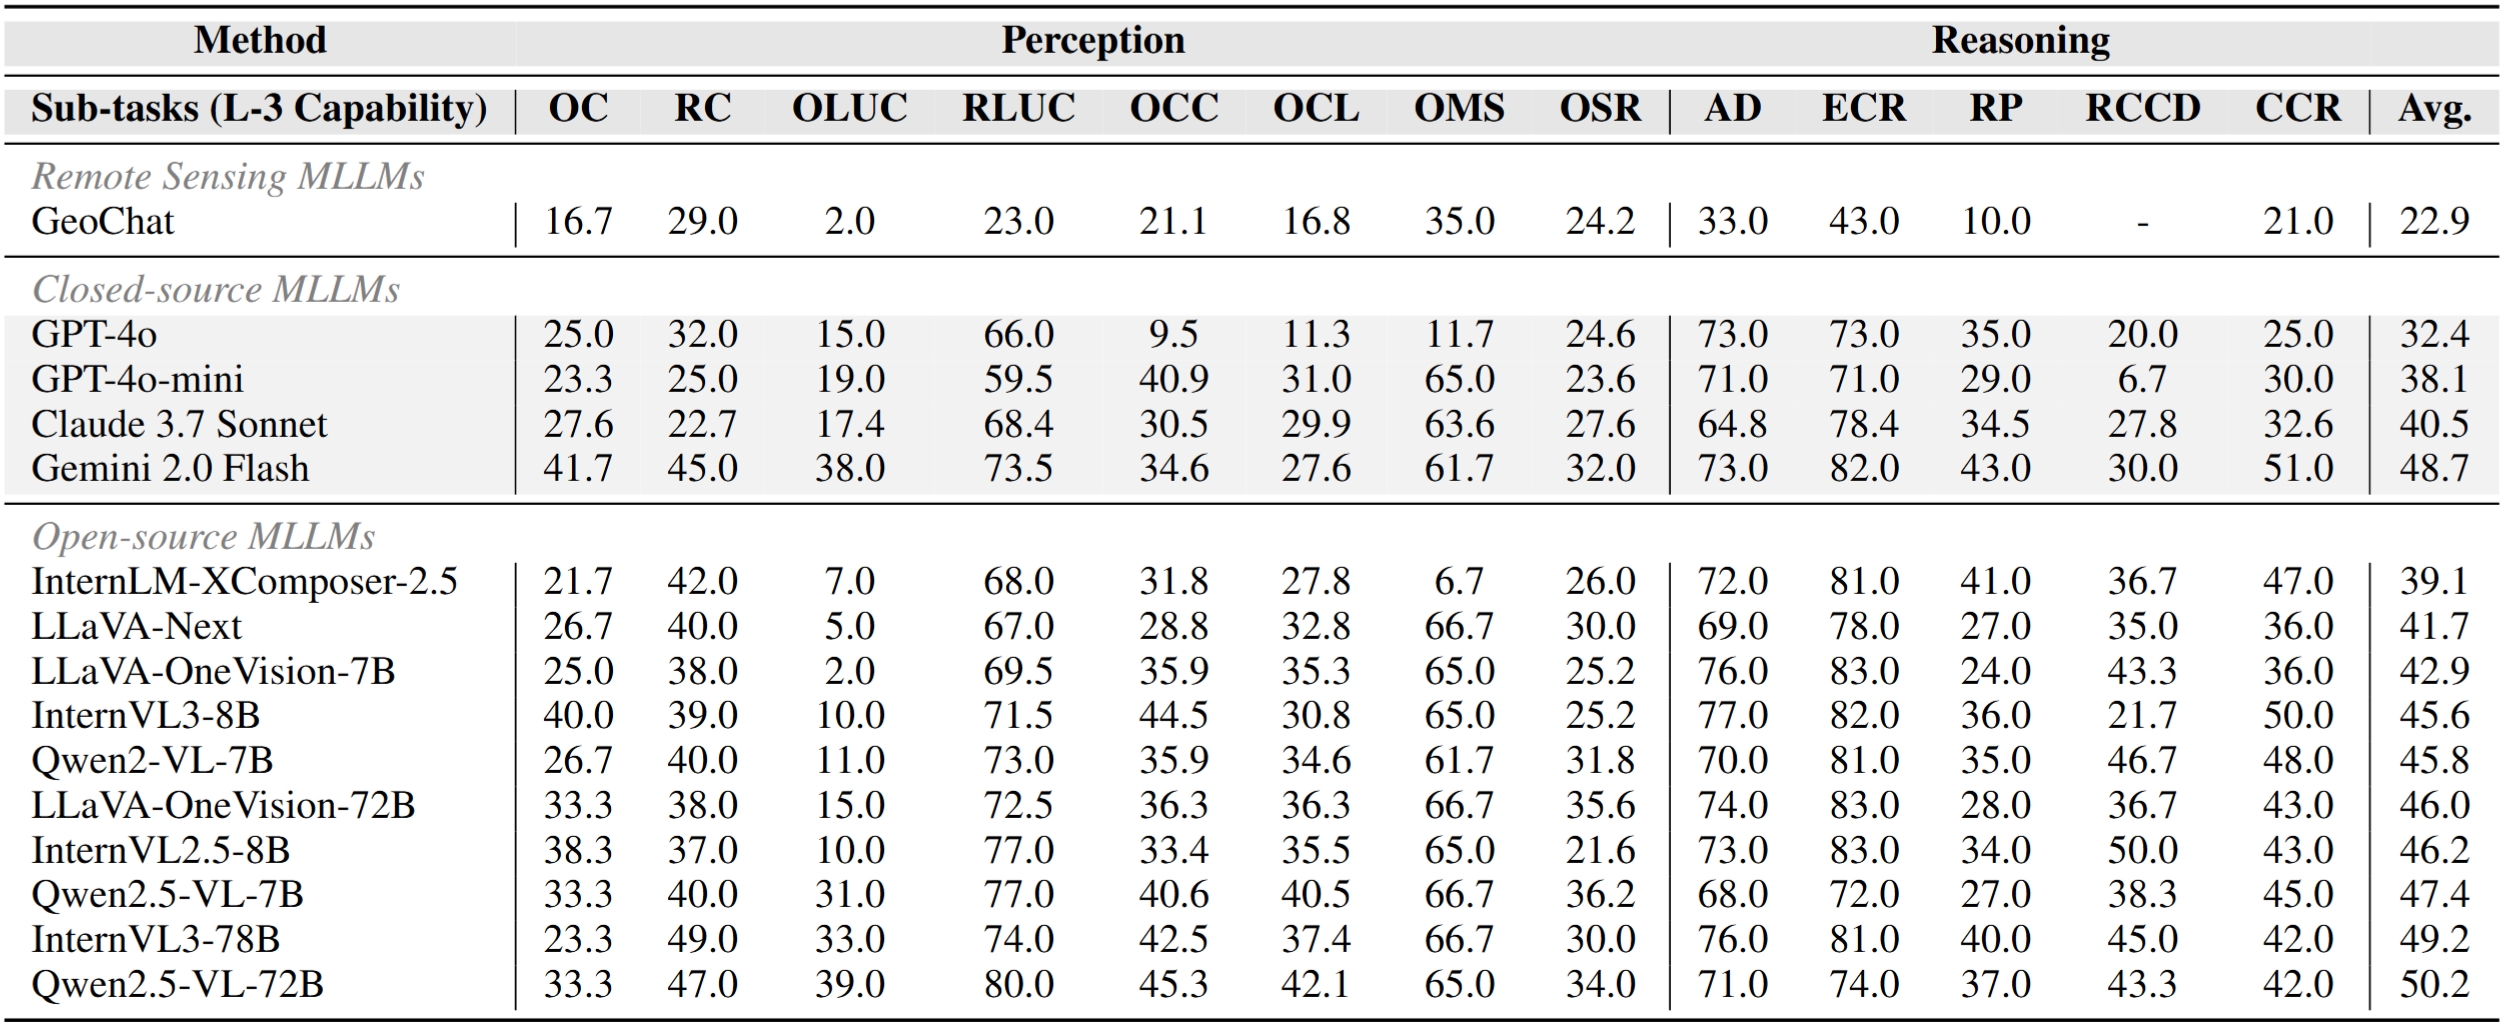 Method Perception Reasoning
Sub-tasks (L-3 Capability) OC RC OLUC RLUC OCC OCL OMS OSR AD ECR RP RCCD CCR Avg.
Remote Sensing MLLMs
GeoChat 16.7 29.0 2.0 23.0 21.1 16.8 35.0 24.2 33.0 43.0 10.0 - 21.0 22.9
Closed-source MLLMs
GPT-4o 25.0 32.0 15.0 66.0 9.5 11.3 11.7 24.6 73.0 73.0 35.0 20.0 25.0 32.4
GPT-4o-mini 23.3 25.0 19.0 59.5 40.9 31.0 65.0 23.6 71.0 71.0 29.0 6.7 30.0 38.1
Claude 3.7 Sonnet 27.6 22.7 17.4 68.4 30.5 29.9 63.6 27.6 64.8 78.4 34.5 27.8 32.6 40.5
Gemini 2.0 Flash 41.7 45.0 38.0 73.5 34.6 27.6 61.7 32.0 73.0 82.0 43.0 30.0 51.0 48.7
Open-source MLLMs
InternLM-XComposer-2.5 21.7 42.0 7.0 68.0 31.8 27.8 6.7 26.0 72.0 81.0 41.0 36.7 47.0 39.1
LLaVA-Next 26.7 40.0 5.0 67.0 28.8 32.8 66.7 30.0 69.0 78.0 27.0 35.0 36.0 41.7
LLaVA-OneVision-7B 25.0 38.0 2.0 69.5 35.9 35.3 65.0 25.2 76.0 83.0 24.0 43.3 36.0 42.9
InternVL3-8B 40.0 39.0 10.0 71.5 44.5 30.8 65.0 25.2 77.0 82.0 36.0 21.7 50.0 45.6
Qwen2-VL-7B 26.7 40.0 11.0 73.0 35.9 34.6 61.7 31.8 70.0 81.0 35.0 46.7 48.0 45.8
LLaVA-OneVision-72B 33.3 38.0 15.0 72.5 36.3 36.3 66.7 35.6 74.0 83.0 28.0 36.7 43.0 46.0
InternVL2.5-8B 38.3 37.0 10.0 77.0 33.4 35.5 65.0 21.6 73.0 83.0 34.0 50.0 43.0 46.2
Qwen2.5-VL-7B 33.3 40.0 31.0 77.0 40.6 40.5 66.7 36.2 68.0 72.0 27.0 38.3 45.0 47.4
InternVL3-78B 23.3 49.0 33.0 74.0 42.5 37.4 66.7 30.0 76.0 81.0 40.0 45.0 42.0 49.2
Qwen2.5-VL-72B 33.3 47.0 39.0 80.0 45.3 42.1 65.0 34.0 71.0 74.0 37.0 43.3 42.0 50.2